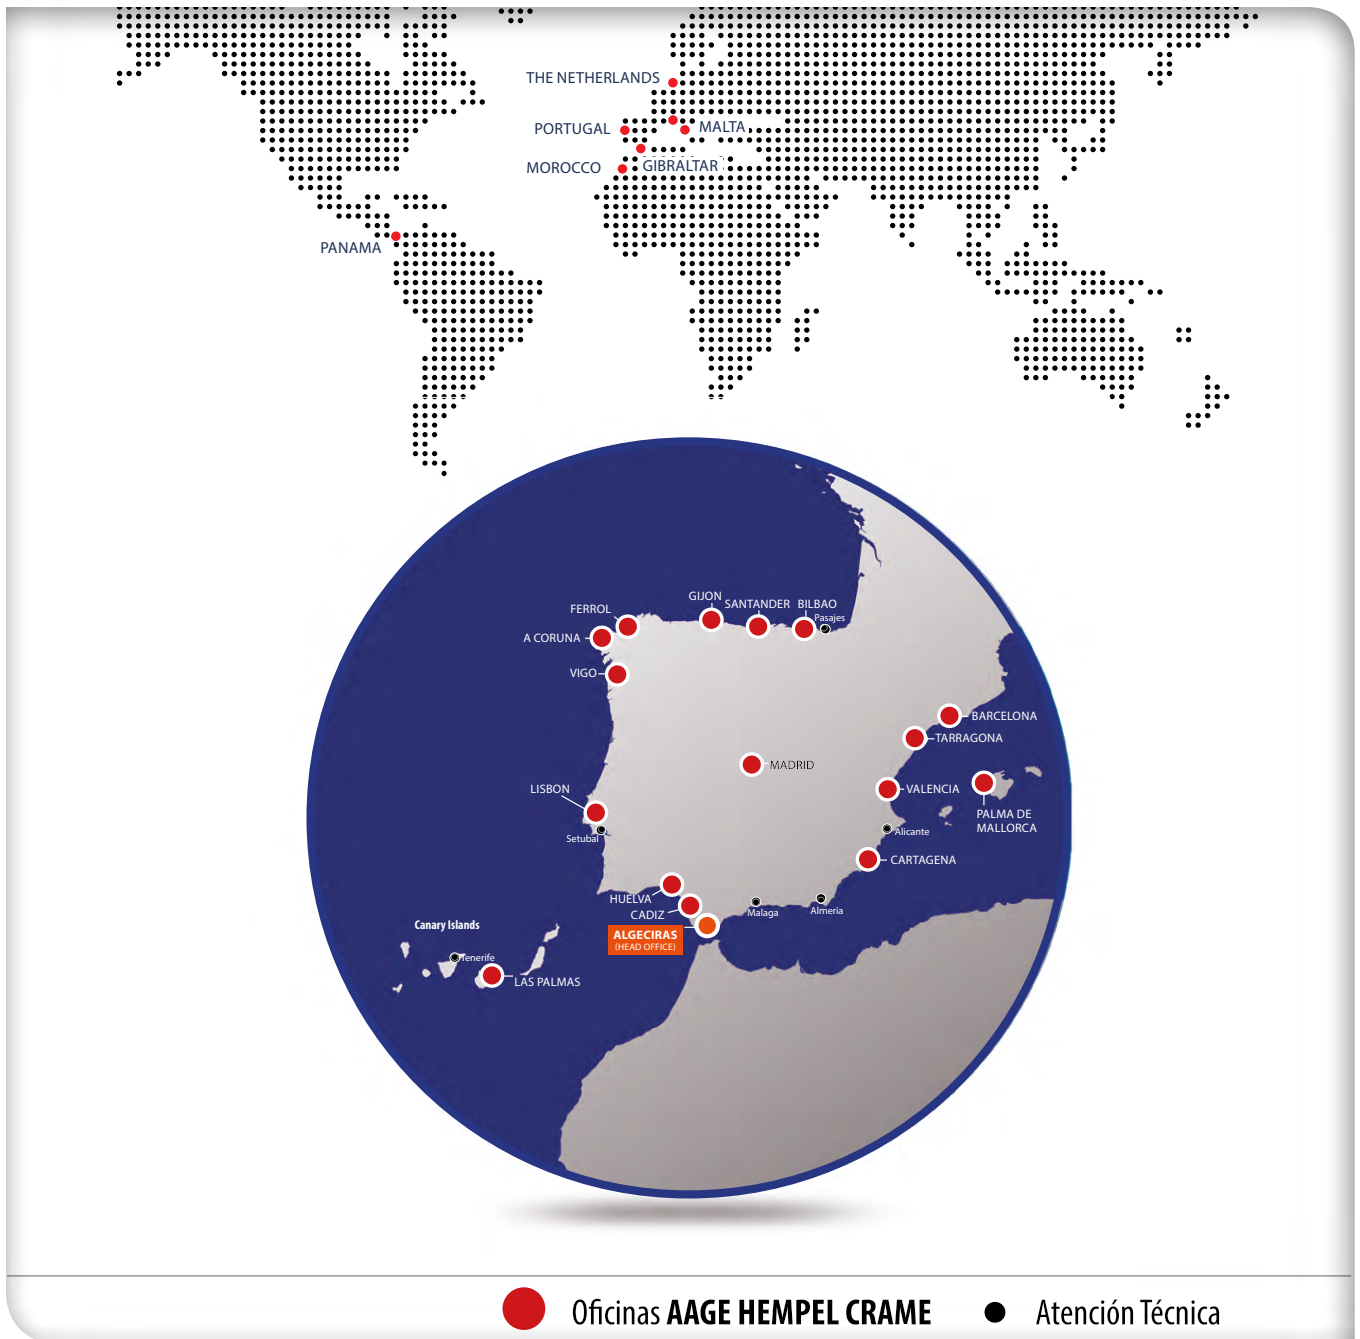 THE NETHERLANDS
PORTUGAL
MALTA
MOROCCO
GIBRALTAR
PANAMA
GIJON
SANTANDER
BILBAO
FERROL
Pasajes
A CORUNA
VIGO
BARCELONA
TARRAGONA
MADRID
LISBON
VALENCIA
PALMA DE
MALLORCA
Setubal
Alicante
CARTAGENA
HUELVA
CADIZ
Malaga
Almeria
ALGECIRAS
(HEAD OFFICE)
Canary Islands
Tenerife
LAS PALMAS
Oficinas AAGE HEMPEL CRAME
Atención Técnica